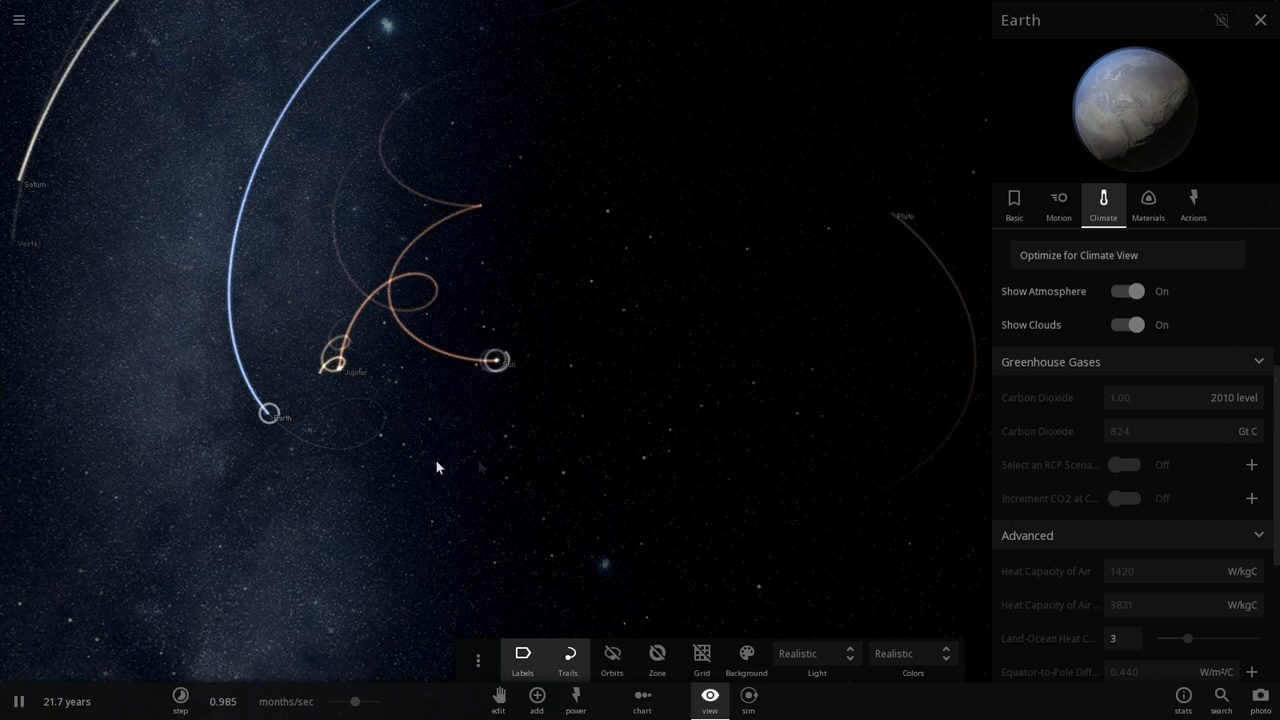 Earth
Saturn
Vesta
Jupiter
Sun
Earth
Pluto
Basic
Motion
Climate
Materials
Actions
Optimize for Climate View
Show Atmosphere On
Show Clouds On
Greenhouse Gases
Carbon Dioxide 1.00 2010 level
Carbon Dioxide 824 Gt C
Select an RCP Scena... Off
Increment CO2 at C... Off
Advanced
Heat Capacity of Air 1420 W/kgC
Heat Capacity of Air ... 3831 W/kgC
Land-Ocean Heat C... 3
Equator-to-Pole Diff... 0.440 W/m²/C
Labels
Trails
Orbits
Zone
Grid
Background
Realistic
Light
Realistic
Colors
21.7 years
step
0.985 months/sec
edit
add
power
chart
view
sim
stats
search
photo